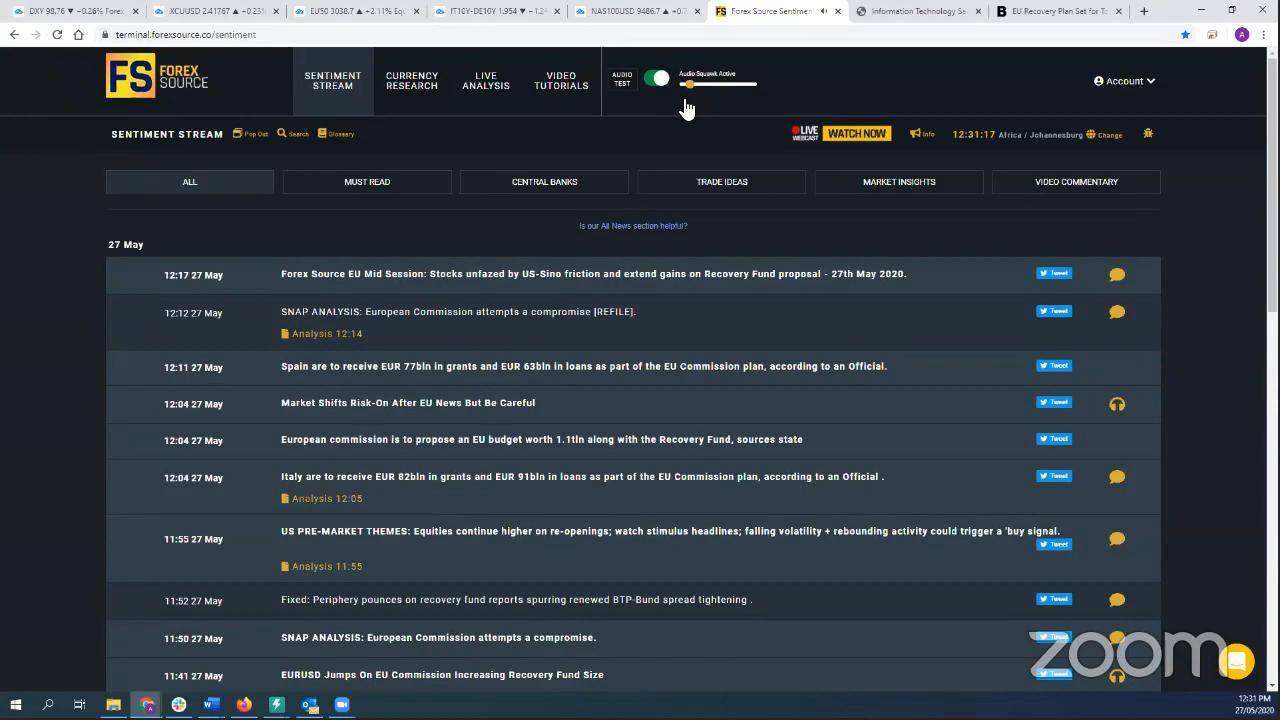 DXY 98.76 ▾ −0.26% Forex
XCUUSD 2.41767 ▲ +0.23%
EU50 3038.7 ▲ +2.11% Equ
IT10Y-DE10Y 1.954 ▾ −12.2%
NAS100USD 9486.7 ▲ +0.7
Forex Source Sentiment
Information Technology Se
EU Recovery Plan Set for To
terminal.forexsource.co/sentiment
A
FS FOREX SOURCE
SENTIMENT STREAM
CURRENCY RESEARCH
LIVE ANALYSIS
VIDEO TUTORIALS
AUDIO TEST
Audio Squawk Active
Account
SENTIMENT STREAM
Pop Out
Search
Glossary
LIVE WEBCAST
WATCH NOW
Info
12:31:17 Africa / Johannesburg
Change
ALL
MUST READ
CENTRAL BANKS
TRADE IDEAS
MARKET INSIGHTS
VIDEO COMMENTARY
Is our All News section helpful?
27 May
12:17 27 May Forex Source EU Mid Session: Stocks unfazed by US-Sino friction and extend gains on Recovery Fund proposal - 27th May 2020. Tweet
12:12 27 May SNAP ANALYSIS: European Commission attempts a compromise [REFILE]. Tweet
Analysis 12:14
12:11 27 May Spain are to receive EUR 77bln in grants and EUR 63bln in loans as part of the EU Commission plan, according to an Official. Tweet
12:04 27 May Market Shifts Risk-On After EU News But Be Careful Tweet
12:04 27 May European commission is to propose an EU budget worth 1.1tln along with the Recovery Fund, sources state Tweet
12:04 27 May Italy are to receive EUR 82bln in grants and EUR 91bln in loans as part of the EU Commission plan, according to an Official . Tweet
Analysis 12:05
11:55 27 May US PRE-MARKET THEMES: Equities continue higher on re-openings; watch stimulus headlines; falling volatility + rebounding activity could trigger a 'buy signal. Tweet
Analysis 11:55
11:52 27 May Fixed: Periphery pounces on recovery fund reports spurring renewed BTP-Bund spread tightening . Tweet
11:50 27 May SNAP ANALYSIS: European Commission attempts a compromise. Tweet
11:41 27 May EURUSD Jumps On EU Commission Increasing Recovery Fund Size
zoom
12:31 PM
27/05/2020